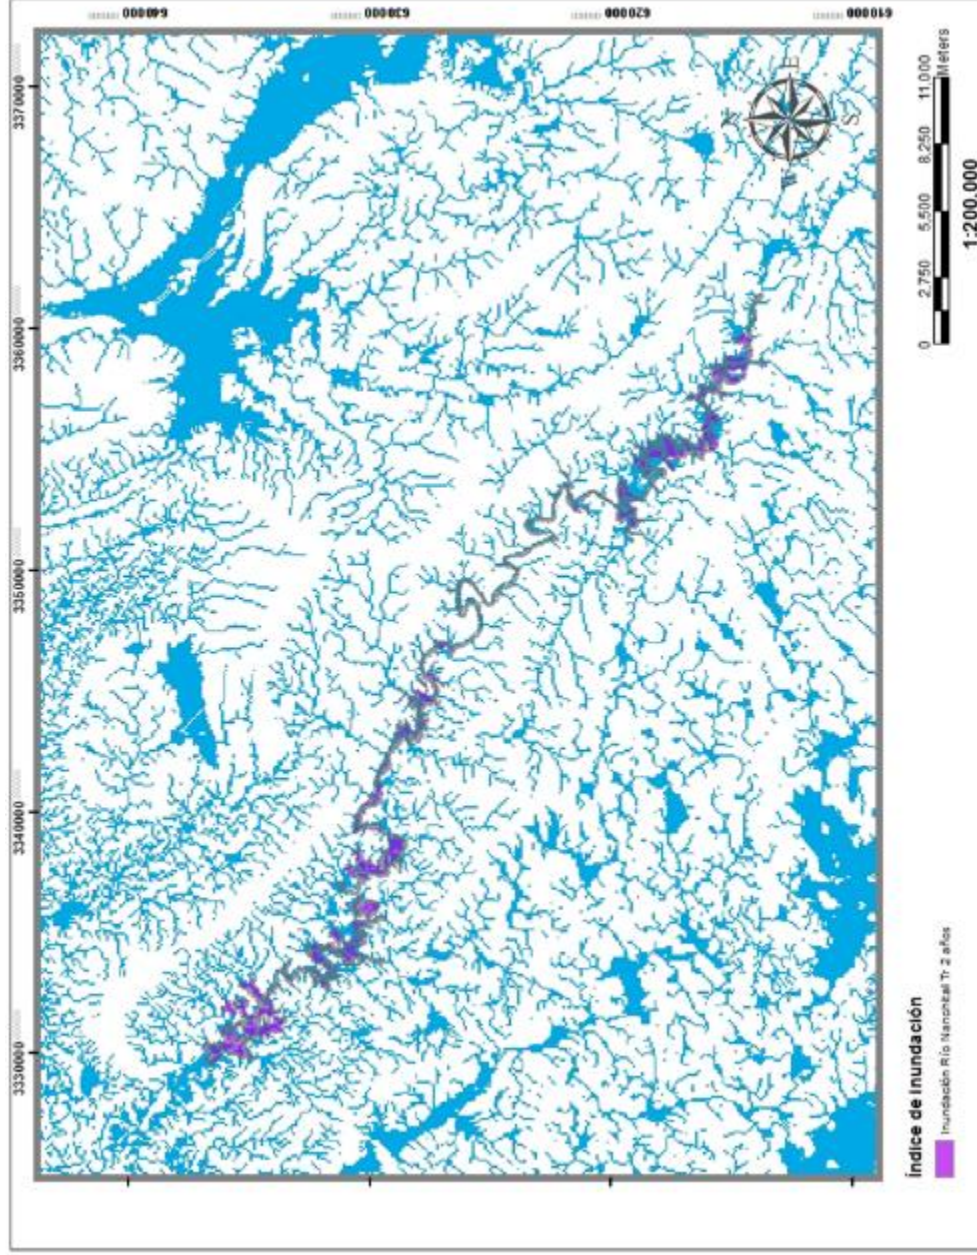 3330000 3340000 3350000 3360000 3370000
640000
630000
620000
610000
N
W E
S
Índice de Inundación
Inundación Río Nanchital Tr 2 años
0 2.750 5.500 8.250 11.000
Meters
1:200.000